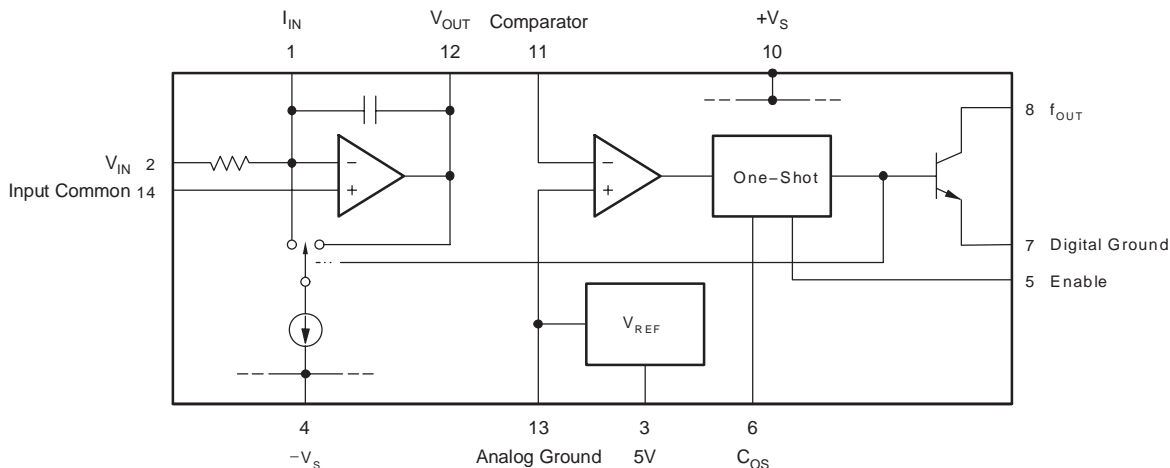 I_IN V_OUT Comparator +V_S
1 12 11 10
8 f_OUT
V_IN 2
Input Common 14
− + − + One-Shot
7 Digital Ground
5 Enable
V_REF
4 13 3 6
−V_S Analog Ground 5V C_OS